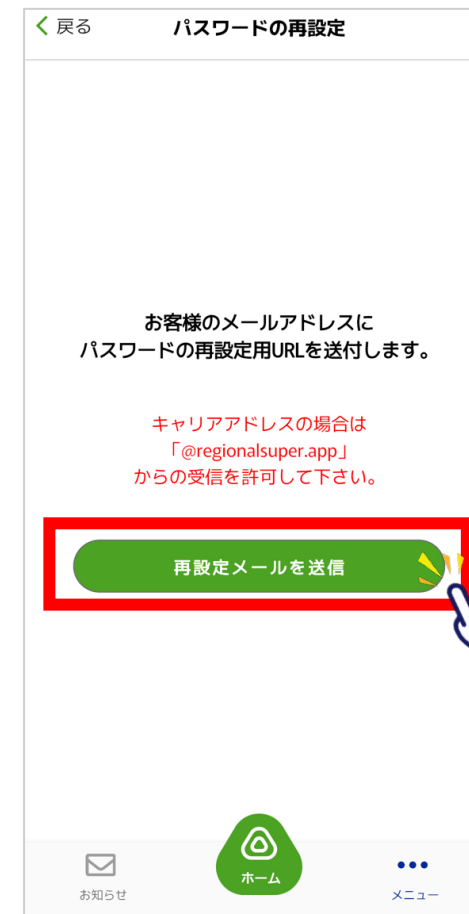 戻る
パスワードの再設定
お客様のメールアドレスに
パスワードの再設定用URLを送付します。
キャリアアドレスの場合は
「@regionalsuper.app」
からの受信を許可して下さい。
再設定メールを送信
お知らせ
ホーム
メニュー